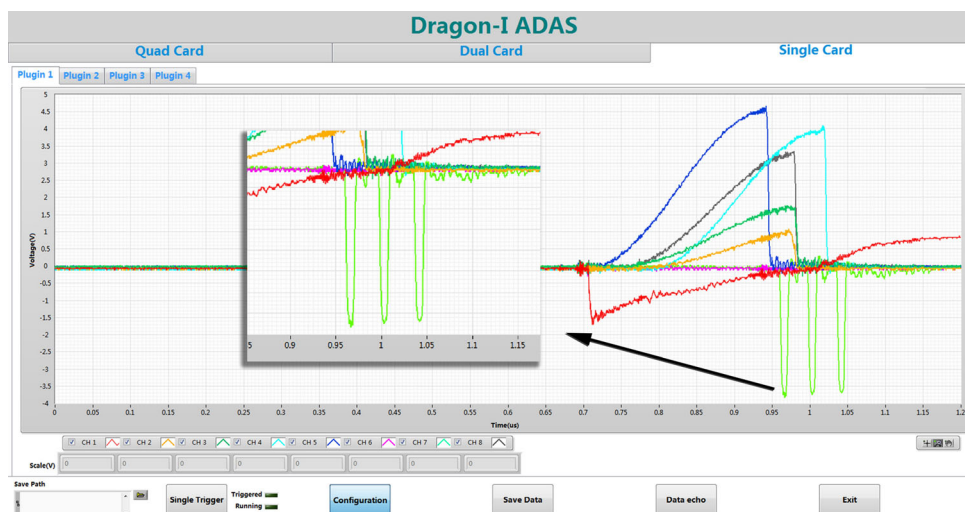 Dragon-I ADAS
Quad Card Dual Card Single Card
Plugin 1 Plugin 2 Plugin 3 Plugin 4
5
4.5
4
3.5
3
2.5
2
1.5
1
0.5
0
-0.5
-1
-1.5
-2
-2.5
-3
-3.5
-4
Voltage(V)
5 0.9 0.95 1 1.05 1.1 1.15
0 0.05 0.1 0.15 0.2 0.25 0.3 0.35 0.4 0.45 0.5 0.55 0.6 0.65 0.7 0.75 0.8 0.85 0.9 0.95 1 1.05 1.1 1.15 1.2
Time(us)
CH 1 CH 2 CH 3 CH 4 CH 5 CH 6 CH 7 CH 8
Scale(V) 0 0 0 0 0 0 0 0
Save Path
Single Trigger Triggered Running Configuration Save Data Data echo Exit